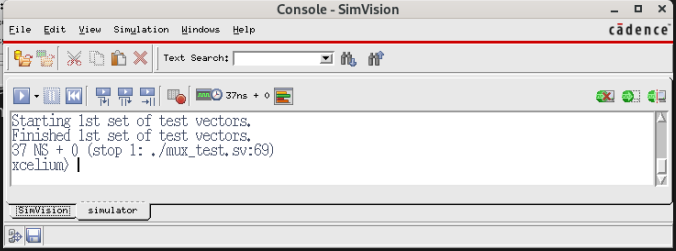 Console - SimVision
File Edit View Simulation Windows Help
cādence
Text Search:
37ns + 0
Starting 1st set of test vectors.
Finished 1st set of test vectors.
37 NS + 0 (stop 1: ./mux_test.sv:69)
xcelium>
SimVision simulator